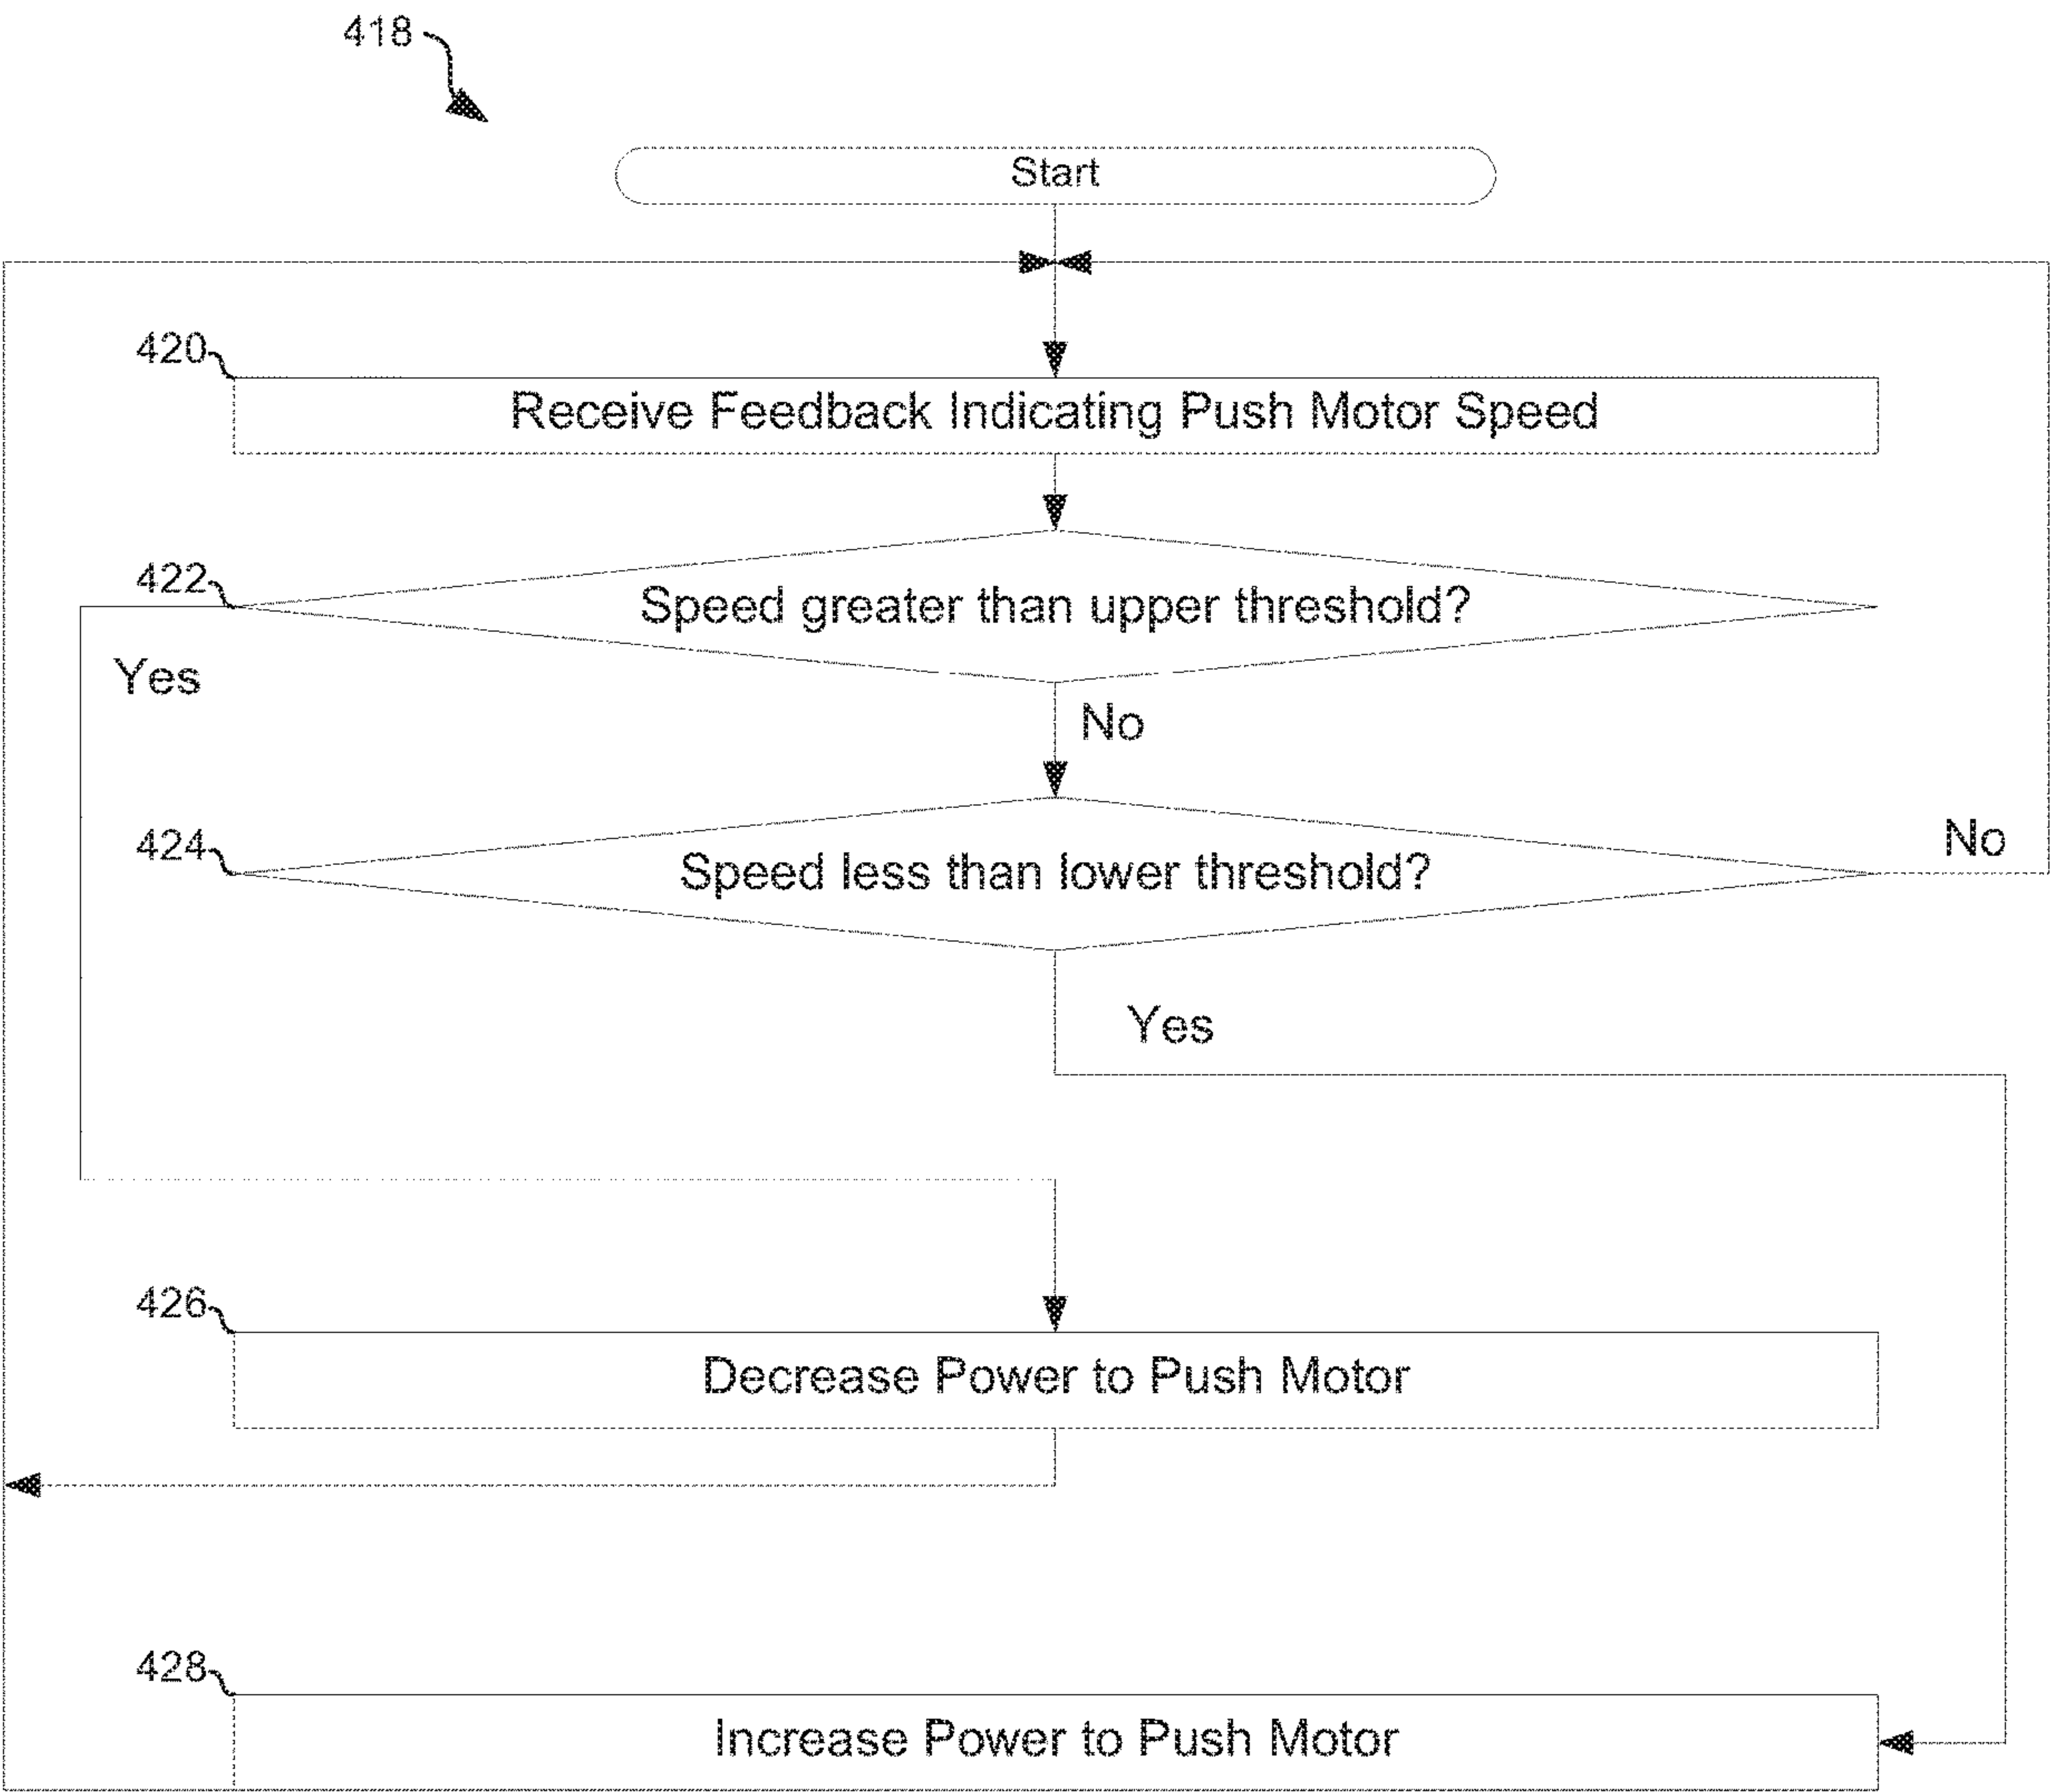 418
Start
420
Receive Feedback Indicating Push Motor Speed
422
Speed greater than upper threshold?
Yes
No
424
Speed less than lower threshold?
No
Yes
426
Decrease Power to Push Motor
428
Increase Power to Push Motor